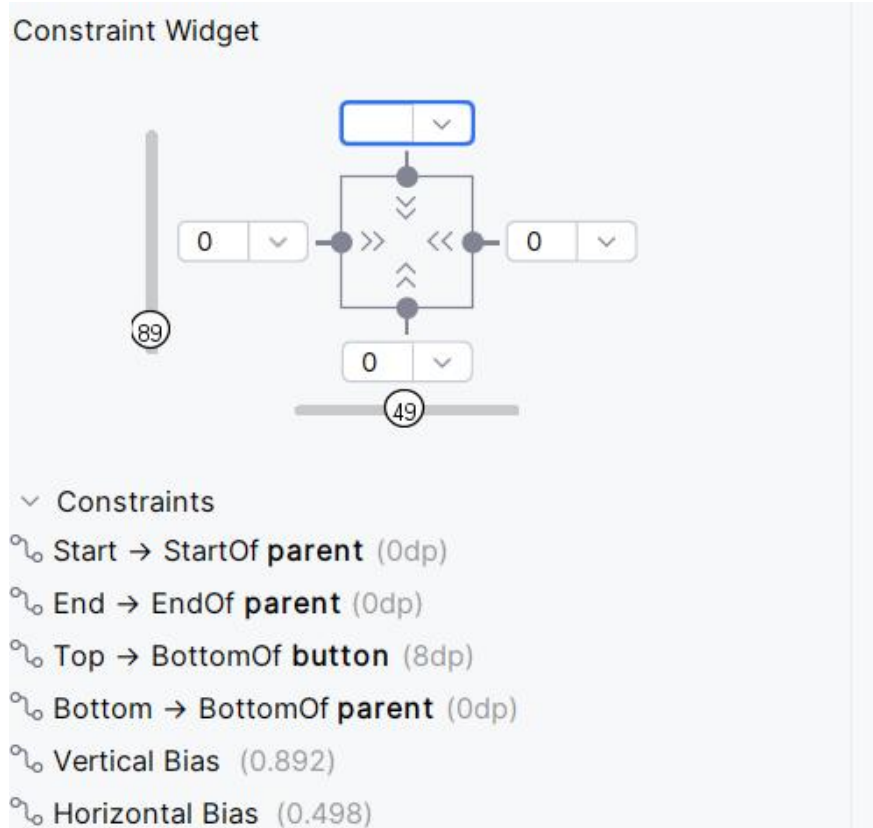 Constraint Widget
0
0
89
0
49
Constraints
Start → StartOf parent (0dp)
End → EndOf parent (0dp)
Top → BottomOf button (8dp)
Bottom → BottomOf parent (0dp)
Vertical Bias (0.892)
Horizontal Bias (0.498)